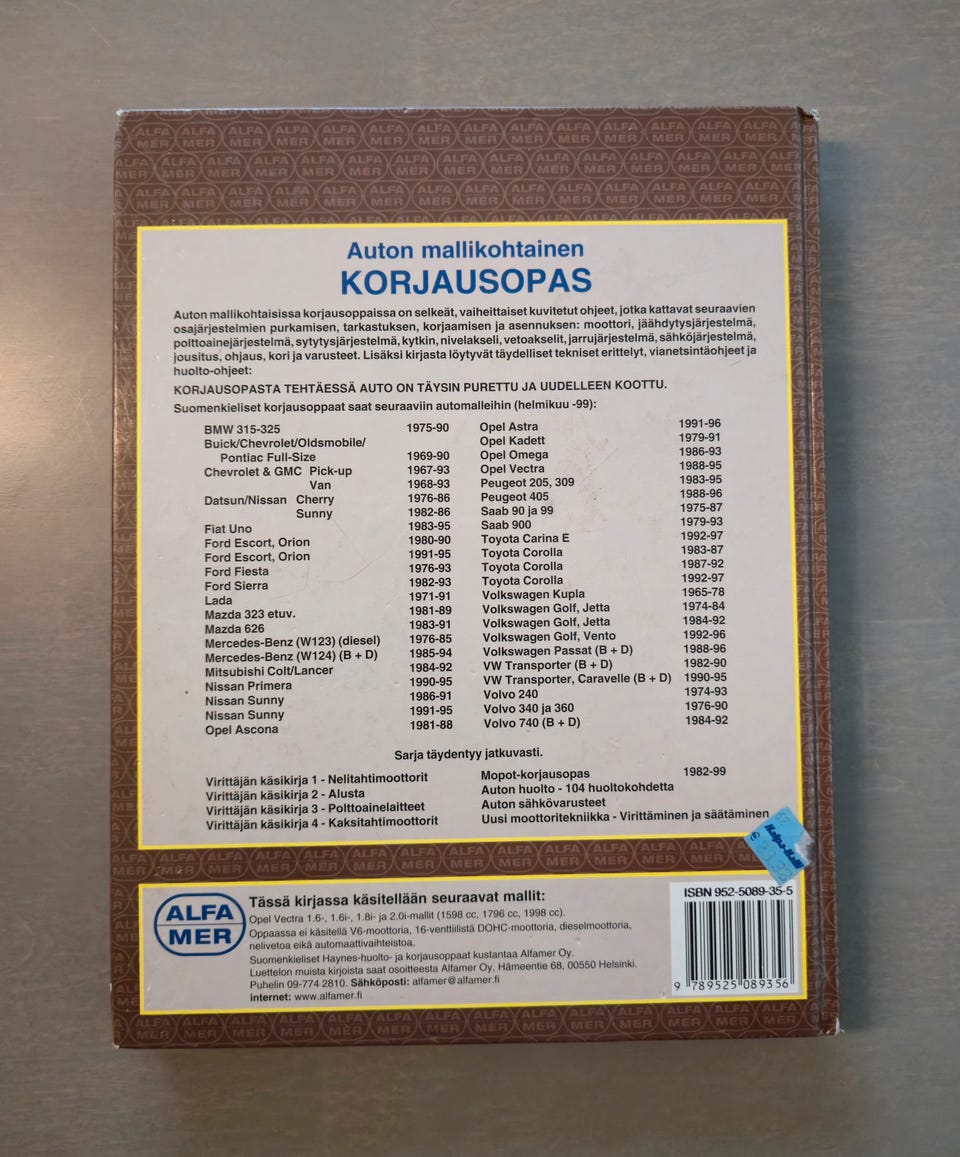 Auton mallikohtainen
KORJAUSOPAS
Auton mallikohtaisissa korjausoppaissa on selkeät, vaiheittaiset kuvitetut ohjeet, jotka kattavat seuraavien
osajärjestelmien purkamisen, tarkastuksen, korjaamisen ja asennuksen: moottori, jäähdytysjärjestelmä,
polttoainejärjestelmä, sytytysjärjestelmä, kytkin, nivelakseli, vetoakselit, jarrujärjestelmä, sähköjärjestelmä,
jousitus, ohjaus, kori ja varusteet. Lisäksi kirjasta löytyvät täydelliset tekniset erittelyt, vianetsintäohjeet ja
huolto-ohjeet:
KORJAUSOPASTA TEHTÄESSÄ AUTO ON TÄYSIN PURETTU JA UUDELLEEN KOOTTU.
Suomenkieliset korjausoppaat saat seuraaviin automalleihin (helmikuu -99):
BMW 315-325 1975-90
Buick/Chevrolet/Oldsmobile/
Pontiac Full-Size 1969-90
Chevrolet & GMC Pick-up 1967-93
Van 1968-93
Datsun/Nissan Cherry 1976-86
Sunny 1982-86
Fiat Uno 1983-95
Ford Escort, Orion 1980-90
Ford Escort, Orion 1991-95
Ford Fiesta 1976-93
Ford Sierra 1982-93
Lada 1971-91
Mazda 323 etuv. 1981-89
Mazda 626 1983-91
Mercedes-Benz (W123) (diesel) 1976-85
Mercedes-Benz (W124) (B + D) 1985-94
Mitsubishi Colt/Lancer 1984-92
Nissan Primera 1990-95
Nissan Sunny 1986-91
Nissan Sunny 1991-95
Opel Ascona 1981-88
Opel Astra 1991-96
Opel Kadett 1979-91
Opel Omega 1986-93
Opel Vectra 1988-95
Peugeot 205, 309 1983-95
Peugeot 405 1988-96
Saab 90 ja 99 1975-87
Saab 900 1979-93
Toyota Carina E 1992-97
Toyota Corolla 1983-87
Toyota Corolla 1987-92
Toyota Corolla 1992-97
Volkswagen Kupla 1965-78
Volkswagen Golf, Jetta 1974-84
Volkswagen Golf, Jetta 1984-92
Volkswagen Golf, Vento 1992-96
Volkswagen Passat (B + D) 1988-96
VW Transporter (B + D) 1982-90
VW Transporter, Caravelle (B + D) 1990-95
Volvo 240 1974-93
Volvo 340 ja 360 1976-90
Volvo 740 (B + D) 1984-92
Sarja täydentyy jatkuvasti.
Virittäjän käsikirja 1 - Nelitahtimoottorit
Virittäjän käsikirja 2 - Alusta
Virittäjän käsikirja 3 - Polttoainelaitteet
Virittäjän käsikirja 4 - Kaksitahtimoottorit
Mopot-korjausopas 1982-99
Auton huolto - 104 huoltokohdetta
Auton sähkövarusteet
Uusi moottoritekniikka - Virittäminen ja säätäminen
Halpa-Halli
ALFA
MER
Tässä kirjassa käsitellään seuraavat mallit:
Opel Vectra 1.6-, 1.6i-, 1.8i- ja 2.0i-mallit (1598 cc, 1796 cc, 1998 cc).
Oppaassa ei käsitellä V6-moottoria, 16-venttiilistä DOHC-moottoria, dieselmoottoria,
nelivetoa eikä automaattivaihteistoa.
Suomenkieliset Haynes-huolto- ja korjausoppaat kustantaa Alfamer Oy.
Luettelon muista kirjoista saat osoitteesta Alfamer Oy, Hämeentie 68, 00550 Helsinki.
Puhelin 09-774 2810. Sähköposti: alfamer@alfamer.fi
internet: www.alfamer.fi
ISBN 952-5089-35-5
9 789525 089356